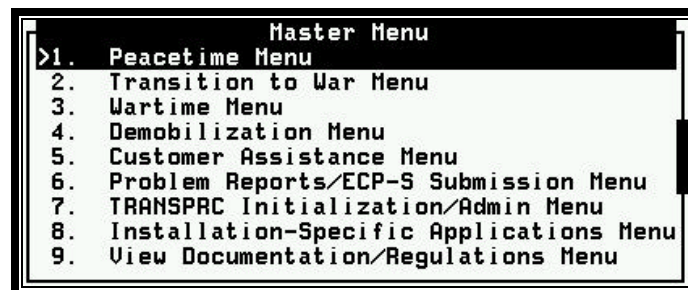 Master Menu
>1. Peacetime Menu
2. Transition to War Menu
3. Wartime Menu
4. Demobilization Menu
5. Customer Assistance Menu
6. Problem Reports/ECP-S Submission Menu
7. TRANSPRC Initialization/Admin Menu
8. Installation-Specific Applications Menu
9. View Documentation/Regulations Menu